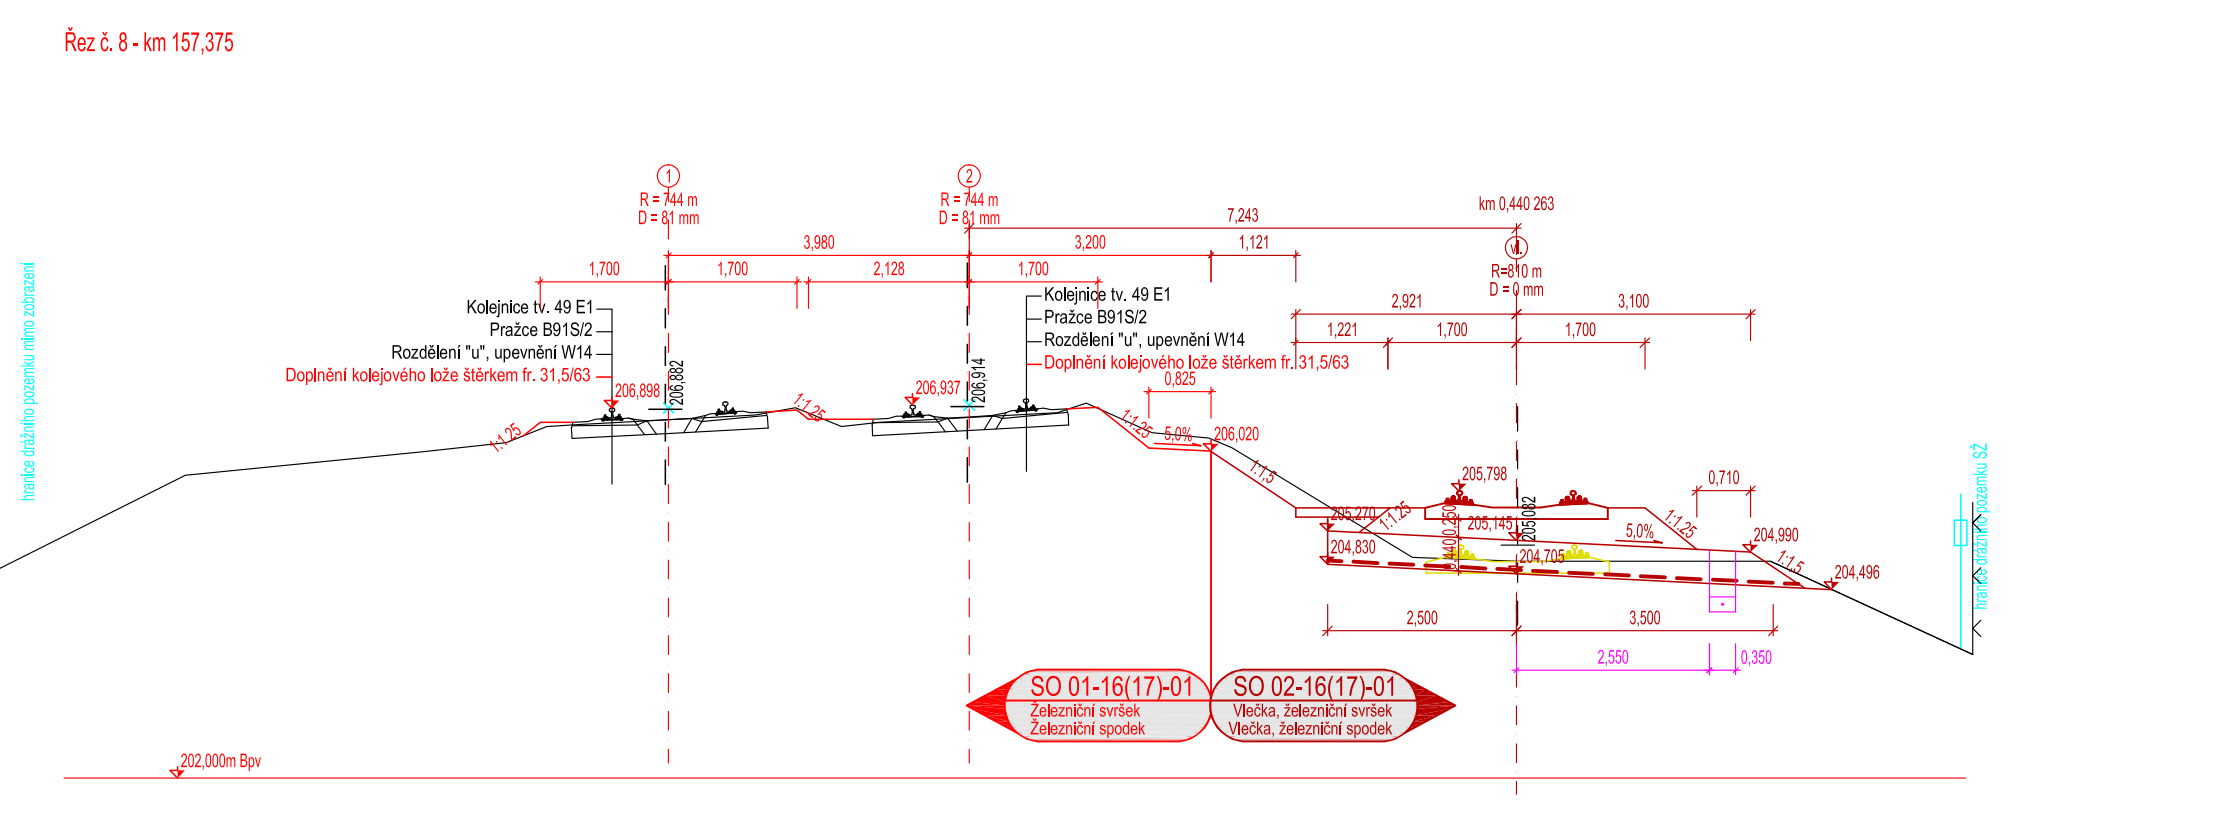 Řez č. 8 - km 157,375
1
R = 744 m
D = 81 mm
2
R = 744 m
D = 81 mm
7,243
km 0,440 263
3,980
3,200
1,121
vl.
R=810 m
D = 0 mm
1,700
1,700
2,128
1,700
2,921
3,100
1,221
1,700
1,700
Kolejnice tv. 49 E1
Pražce B91S/2
Rozdělení "u", upevnění W14
Doplnění kolejového lože štěrkem fr. 31,5/63
Kolejnice tv. 49 E1
Pražce B91S/2
Rozdělení "u", upevnění W14
Doplnění kolejového lože štěrkem fr. 31,5/63
206,898
206,882
206,937
206,914
0,825
1:1,25
1:1,25
1:1,25
5,0%
206,020
1:1,5
205,798
0,710
205,270
1:1,25
0,250
205,145
205,082
5,0%
1:1,25
204,990
204,830
0,440
204,705
1:1,5
204,496
2,500
3,500
2,550
0,350
SO 01-16(17)-01
Železniční svršek
Železniční spodek
SO 02-16(17)-01
Vlečka, železniční svršek
Vlečka, železniční spodek
202,000m Bpv
hranice drážního pozemku mimo zobrazení
hranice drážního pozemku SŽ